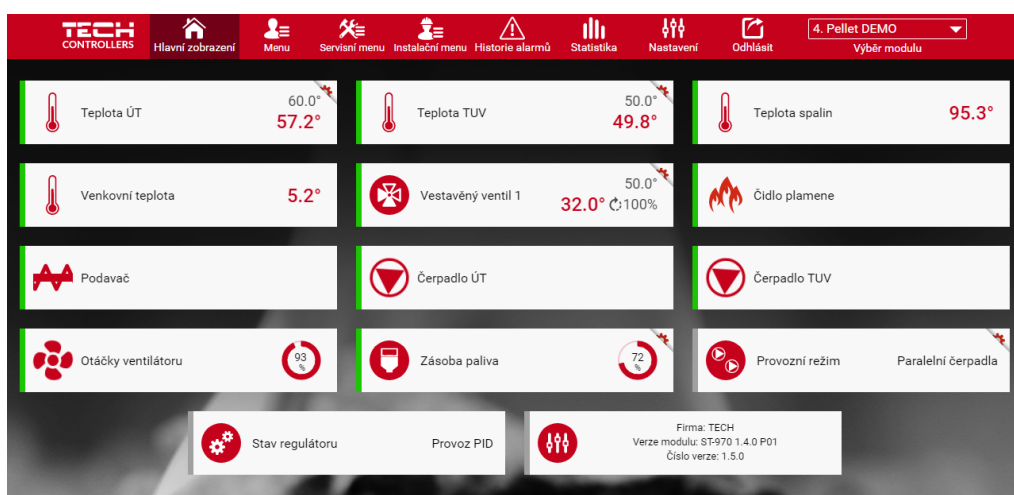 TECH
CONTROLLERS
Hlavní zobrazení
Menu
Servisní menu
Instalační menu
Historie alarmů
Statistika
Nastavení
Odhlásit
4. Pellet DEMO
Výběr modulu
Teplota ÚT
60.0°
57.2°
Teplota TUV
50.0°
49.8°
Teplota spalin
95.3°
Venkovní teplota
5.2°
Vestavěný ventil 1
50.0°
32.0° 100%
Čidlo plamene
Podavač
Čerpadlo ÚT
Čerpadlo TUV
Otáčky ventilátoru
93
%
Zásoba paliva
72
%
Provozní režim
Paralelní čerpadla
Stav regulátoru
Provoz PID
Firma: TECH
Verze modulu: ST-970 1.4.0 P01
Číslo verze: 1.5.0